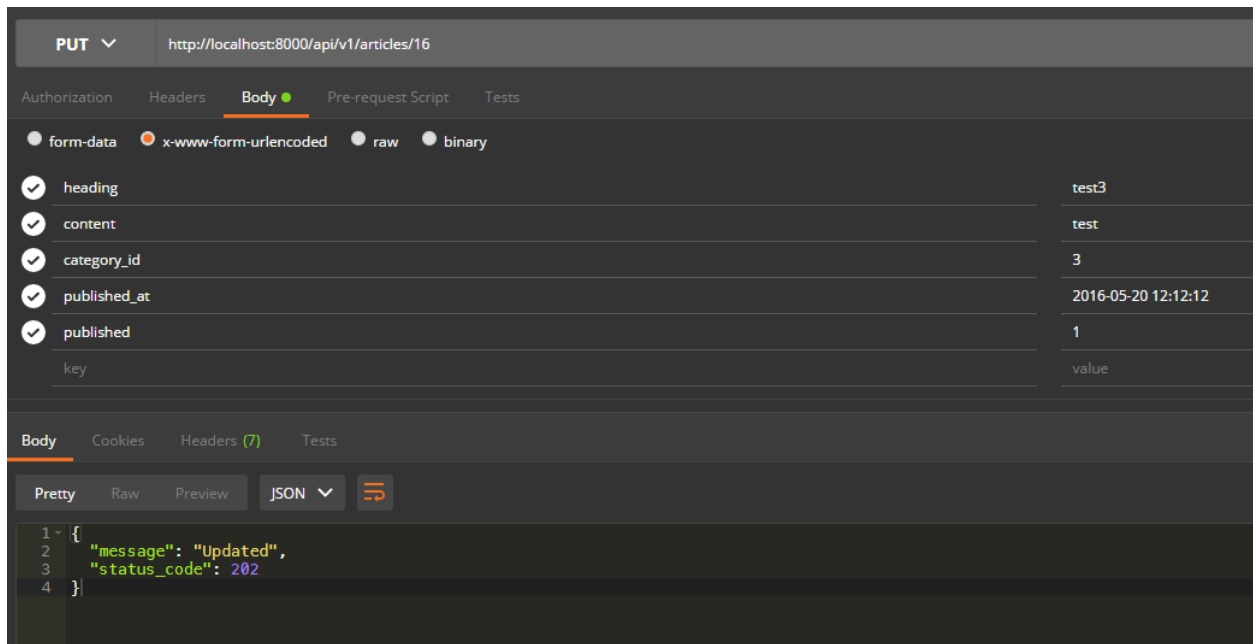 PUT http://localhost:8000/api/v1/articles/16
Authorization Headers Body Pre-request Script Tests
form-data x-www-form-urlencoded raw binary
heading test3
content test
category_id 3
published_at 2016-05-20 12:12:12
published 1
key value
Body Cookies Headers (7) Tests
Pretty Raw Preview JSON
1 {
2 "message": "Updated",
3 "status_code": 202
4 }